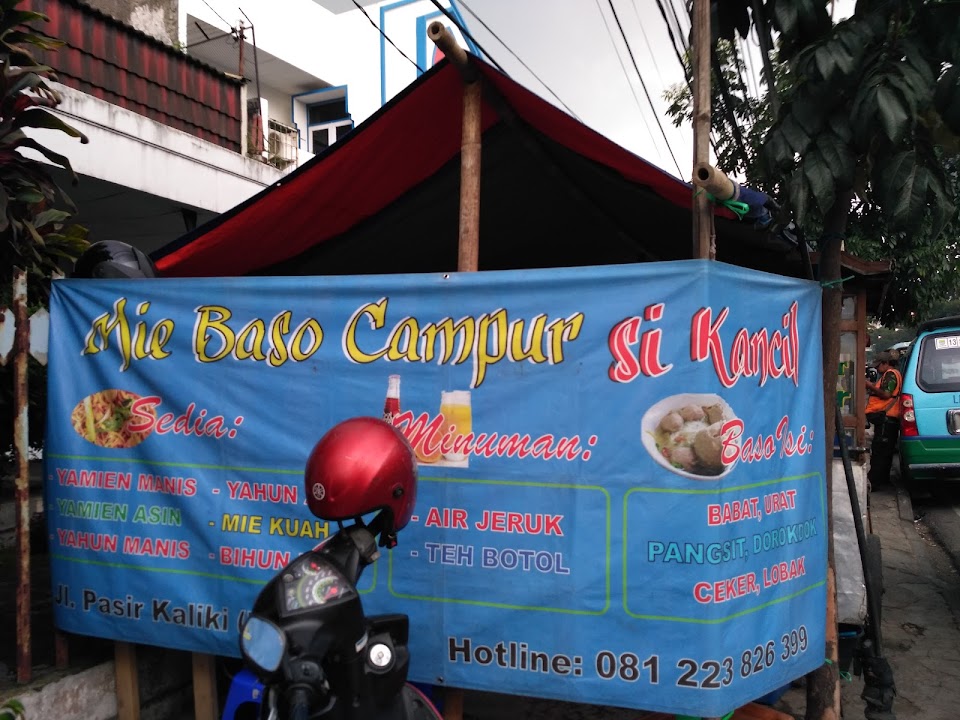 Mie Baso Campur si Kancil
Sedia:
- YAMIEN MANIS
- YAMIEN ASIN
- YAHUN MANIS
- YAHUN
- MIE KUAH
- BIHUN
Minuman:
- AIR JERUK
- TEH BOTOL
Baso Isi:
BABAT, URAT
PANGSIT, DOROKDOK
CEKER, LOBAK
Jl. Pasir Kaliki (
Hotline: 081 223 826 399